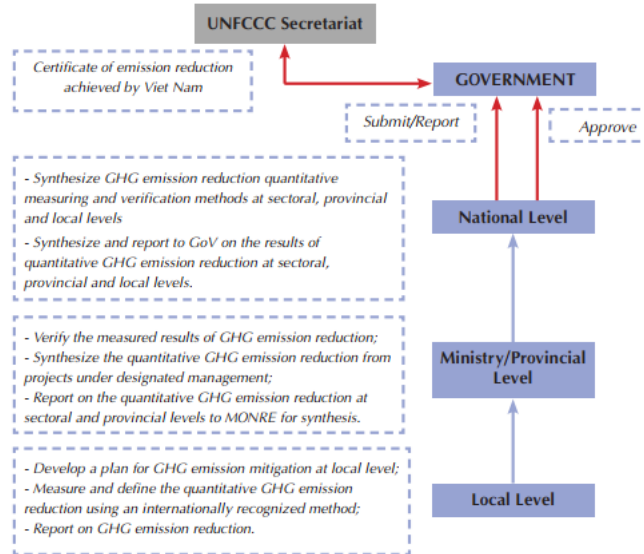 UNFCCC Secretariat
Certificate of emission reduction
achieved by Viet Nam
GOVERNMENT
Submit/Report
Approve
- Synthesize GHG emission reduction quantitative
measuring and verification methods at sectoral, provincial
and local levels
- Synthesize and report to GoV on the results of
quantitative GHG emission reduction at sectoral,
provincial and local levels.
National Level
- Verify the measured results of GHG emission reduction;
- Synthesize the quantitative GHG emission reduction from
projects under designated management;
- Report on the quantitative GHG emission reduction at
sectoral and provincial levels to MONRE for synthesis.
Ministry/Provincial
Level
- Develop a plan for GHG emission mitigation at local level;
- Measure and define the quantitative GHG emission
reduction using an internationally recognized method;
- Report on GHG emission reduction.
Local Level